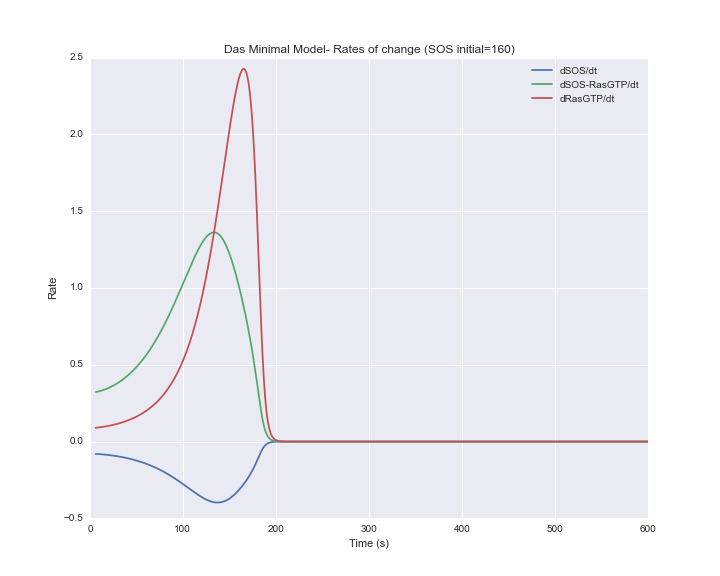 Das Minimal Model- Rates of change (SOS initial=160)
2.5
2.0
1.5
1.0
0.5
0.0
−0.5
Rate
dSOS/dt
dSOS-RasGTP/dt
dRasGTP/dt
0 100 200 300 400 500 600
Time (s)